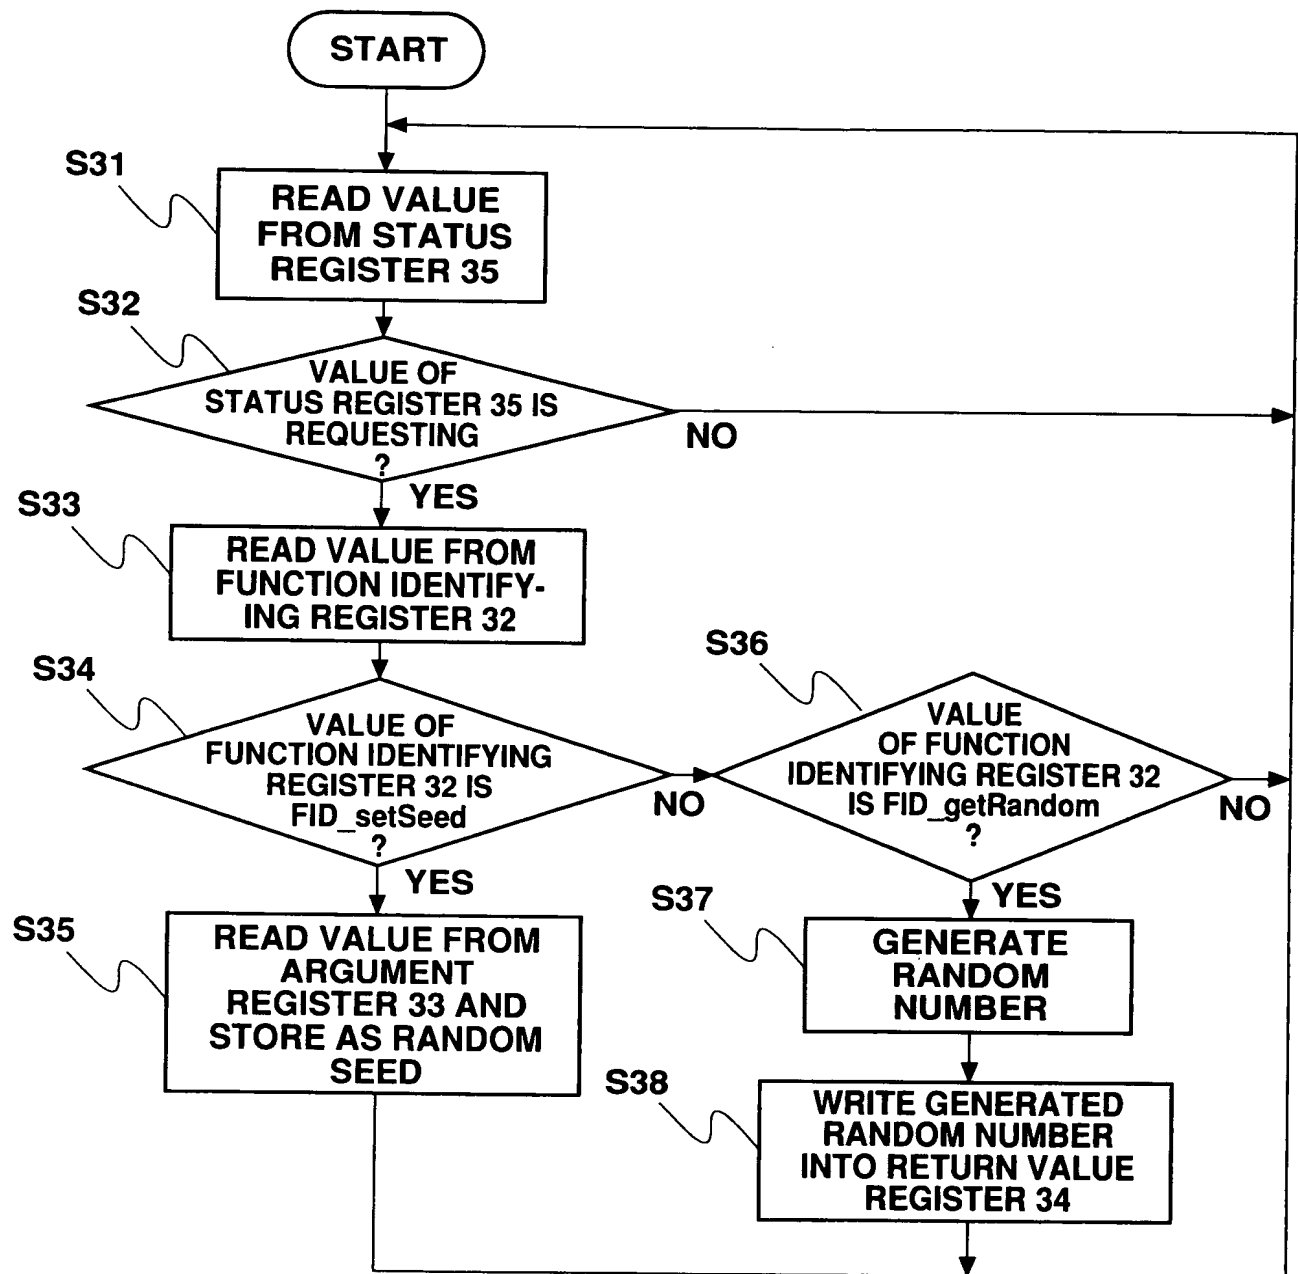 START
S31
READ VALUE
FROM STATUS
REGISTER 35
S32
VALUE OF
STATUS REGISTER 35 IS
REQUESTING
?
NO
YES
S33
READ VALUE FROM
FUNCTION IDENTIFY-
ING REGISTER 32
S34
VALUE OF
FUNCTION IDENTIFYING
REGISTER 32 IS
FID_setSeed
?
NO
YES
S36
VALUE
OF FUNCTION
IDENTIFYING REGISTER 32
IS FID_getRandom
?
NO
YES
S35
READ VALUE FROM
ARGUMENT
REGISTER 33 AND
STORE AS RANDOM
SEED
S37
GENERATE
RANDOM
NUMBER
S38
WRITE GENERATED
RANDOM NUMBER
INTO RETURN VALUE
REGISTER 34